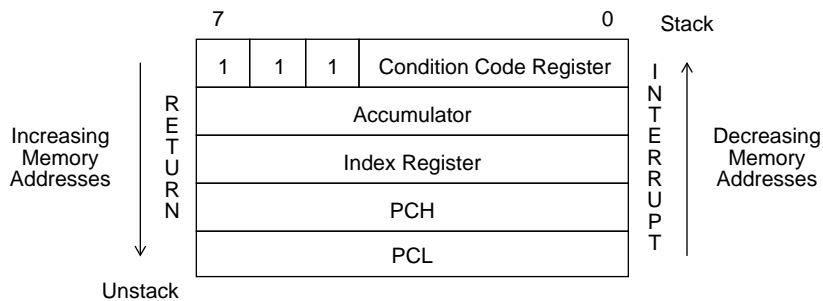 7 0 Stack
1 1 1 Condition Code Register
Accumulator
Index Register
PCH
PCL
Increasing
Memory
Addresses
RETURN
INTERRUPT
Decreasing
Memory
Addresses
Unstack